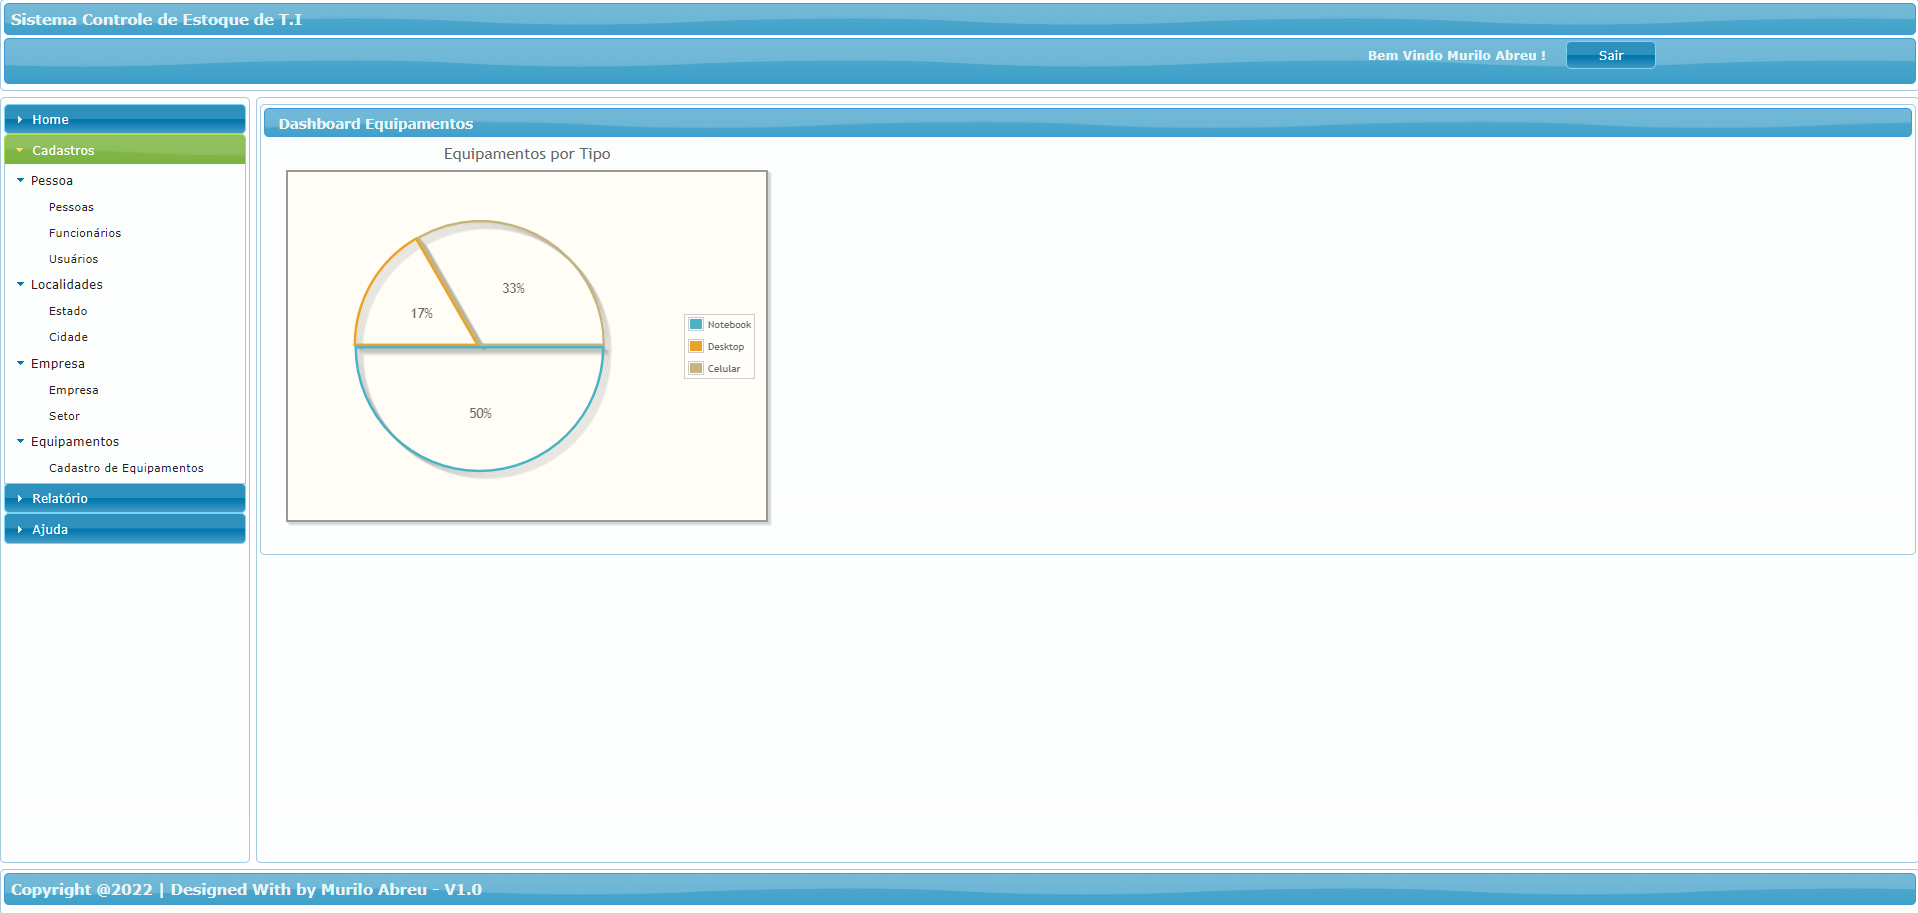 Sistema Controle de Estoque de T.I
Bem Vindo Murilo Abreu !
Sair
Home
Cadastros
Pessoa
Pessoas
Funcionários
Usuários
Localidades
Estado
Cidade
Empresa
Empresa
Setor
Equipamentos
Cadastro de Equipamentos
Relatório
Ajuda
Dashboard Equipamentos
Equipamentos por Tipo
33%
17%
50%
Notebook
Desktop
Celular
Copyright @2022 | Designed With by Murilo Abreu - V1.0